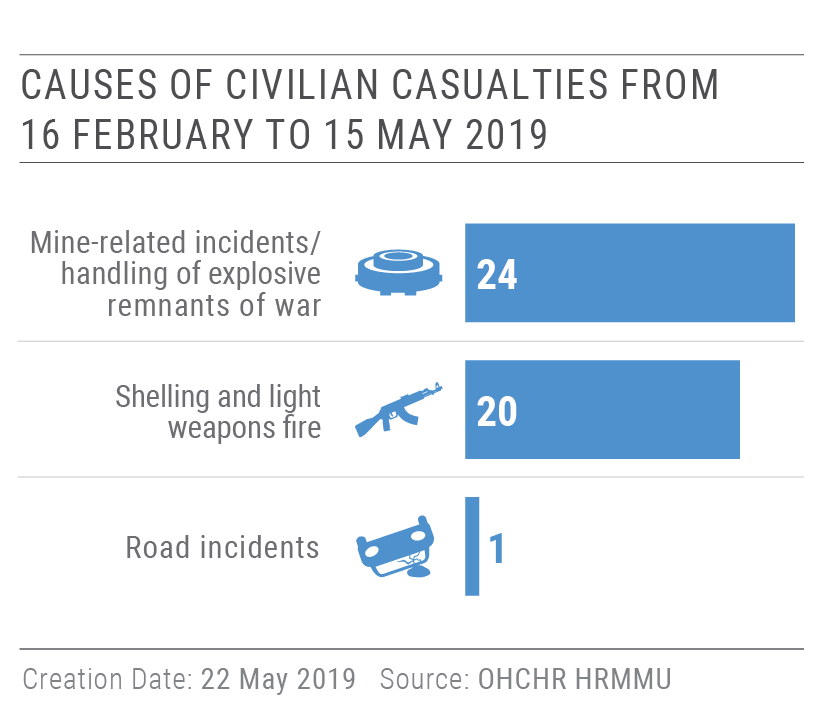 CAUSES OF CIVILIAN CASUALTIES FROM
16 FEBRUARY TO 15 MAY 2019
Mine-related incidents/
handling of explosive
remnants of war
24
Shelling and light
weapons fire
20
Road incidents
1
Creation Date: 22 May 2019 Source: OHCHR HRMMU